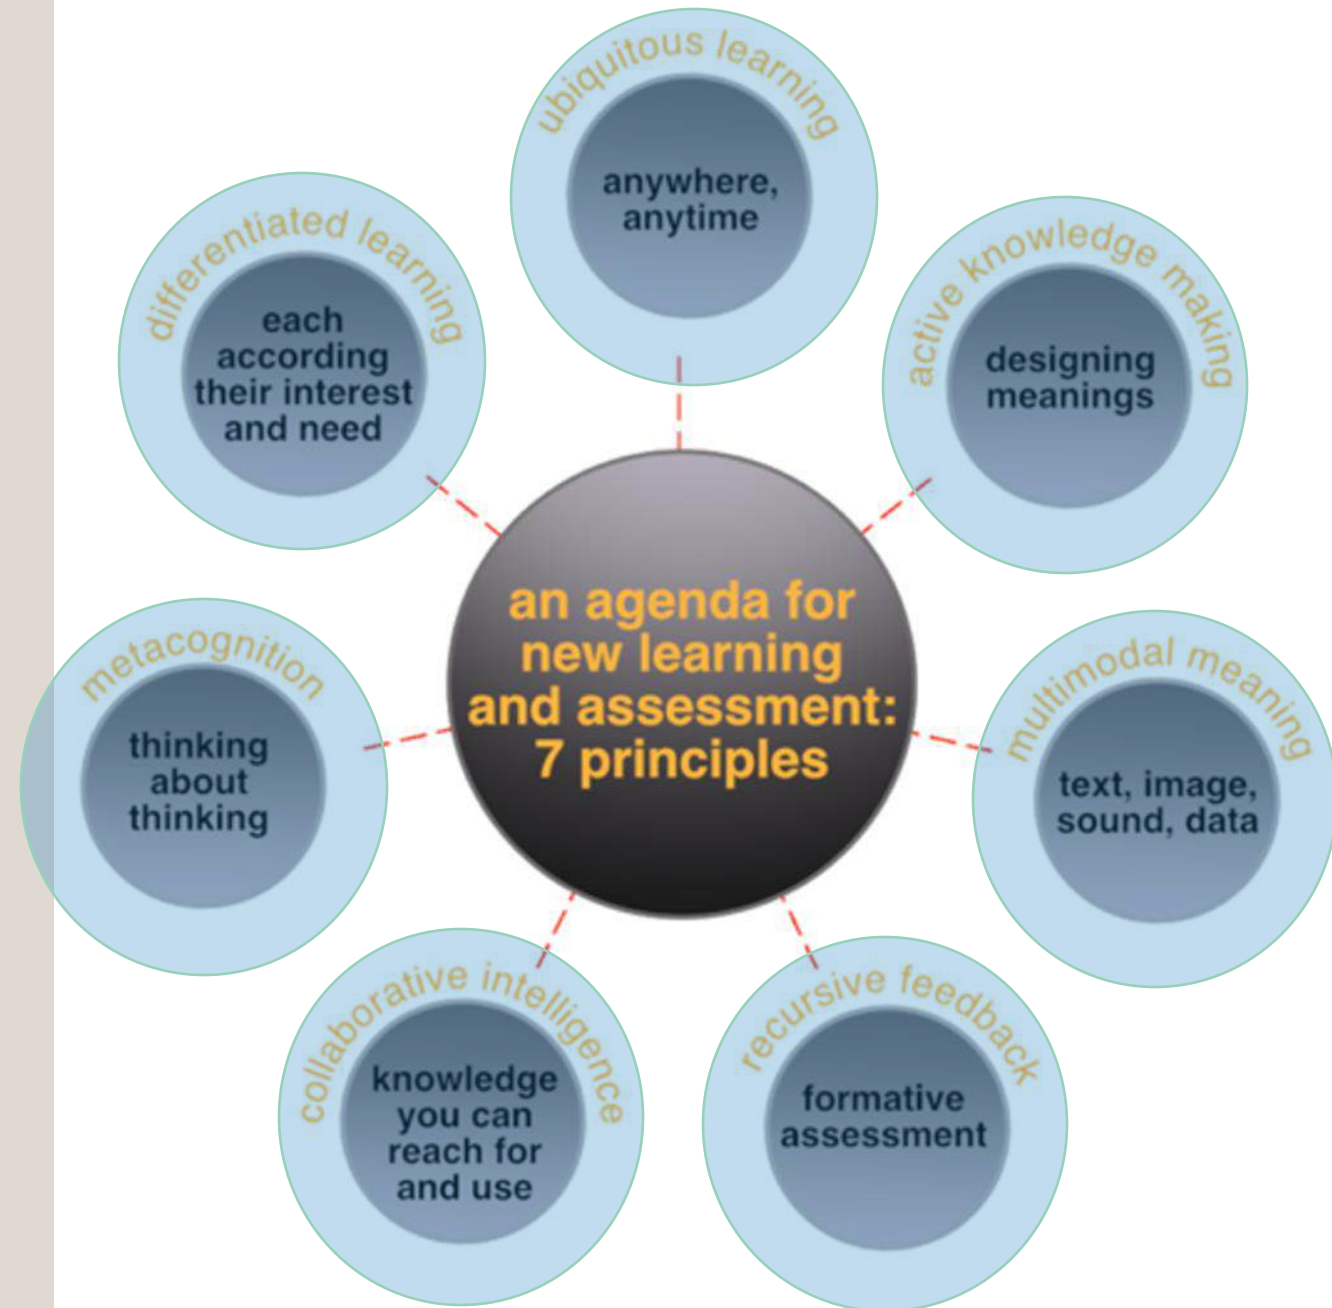 ubiquitous learning
anywhere,
anytime
active knowledge making
designing
meanings
multimodal meaning
text, image,
sound, data
recursive feedback
formative
assessment
collaborative intelligence
knowledge
you can
reach for
and use
metacognition
thinking
about
thinking
differentiated learning
each
according
their interest
and need
an agenda for
new learning
and assessment:
7 principles